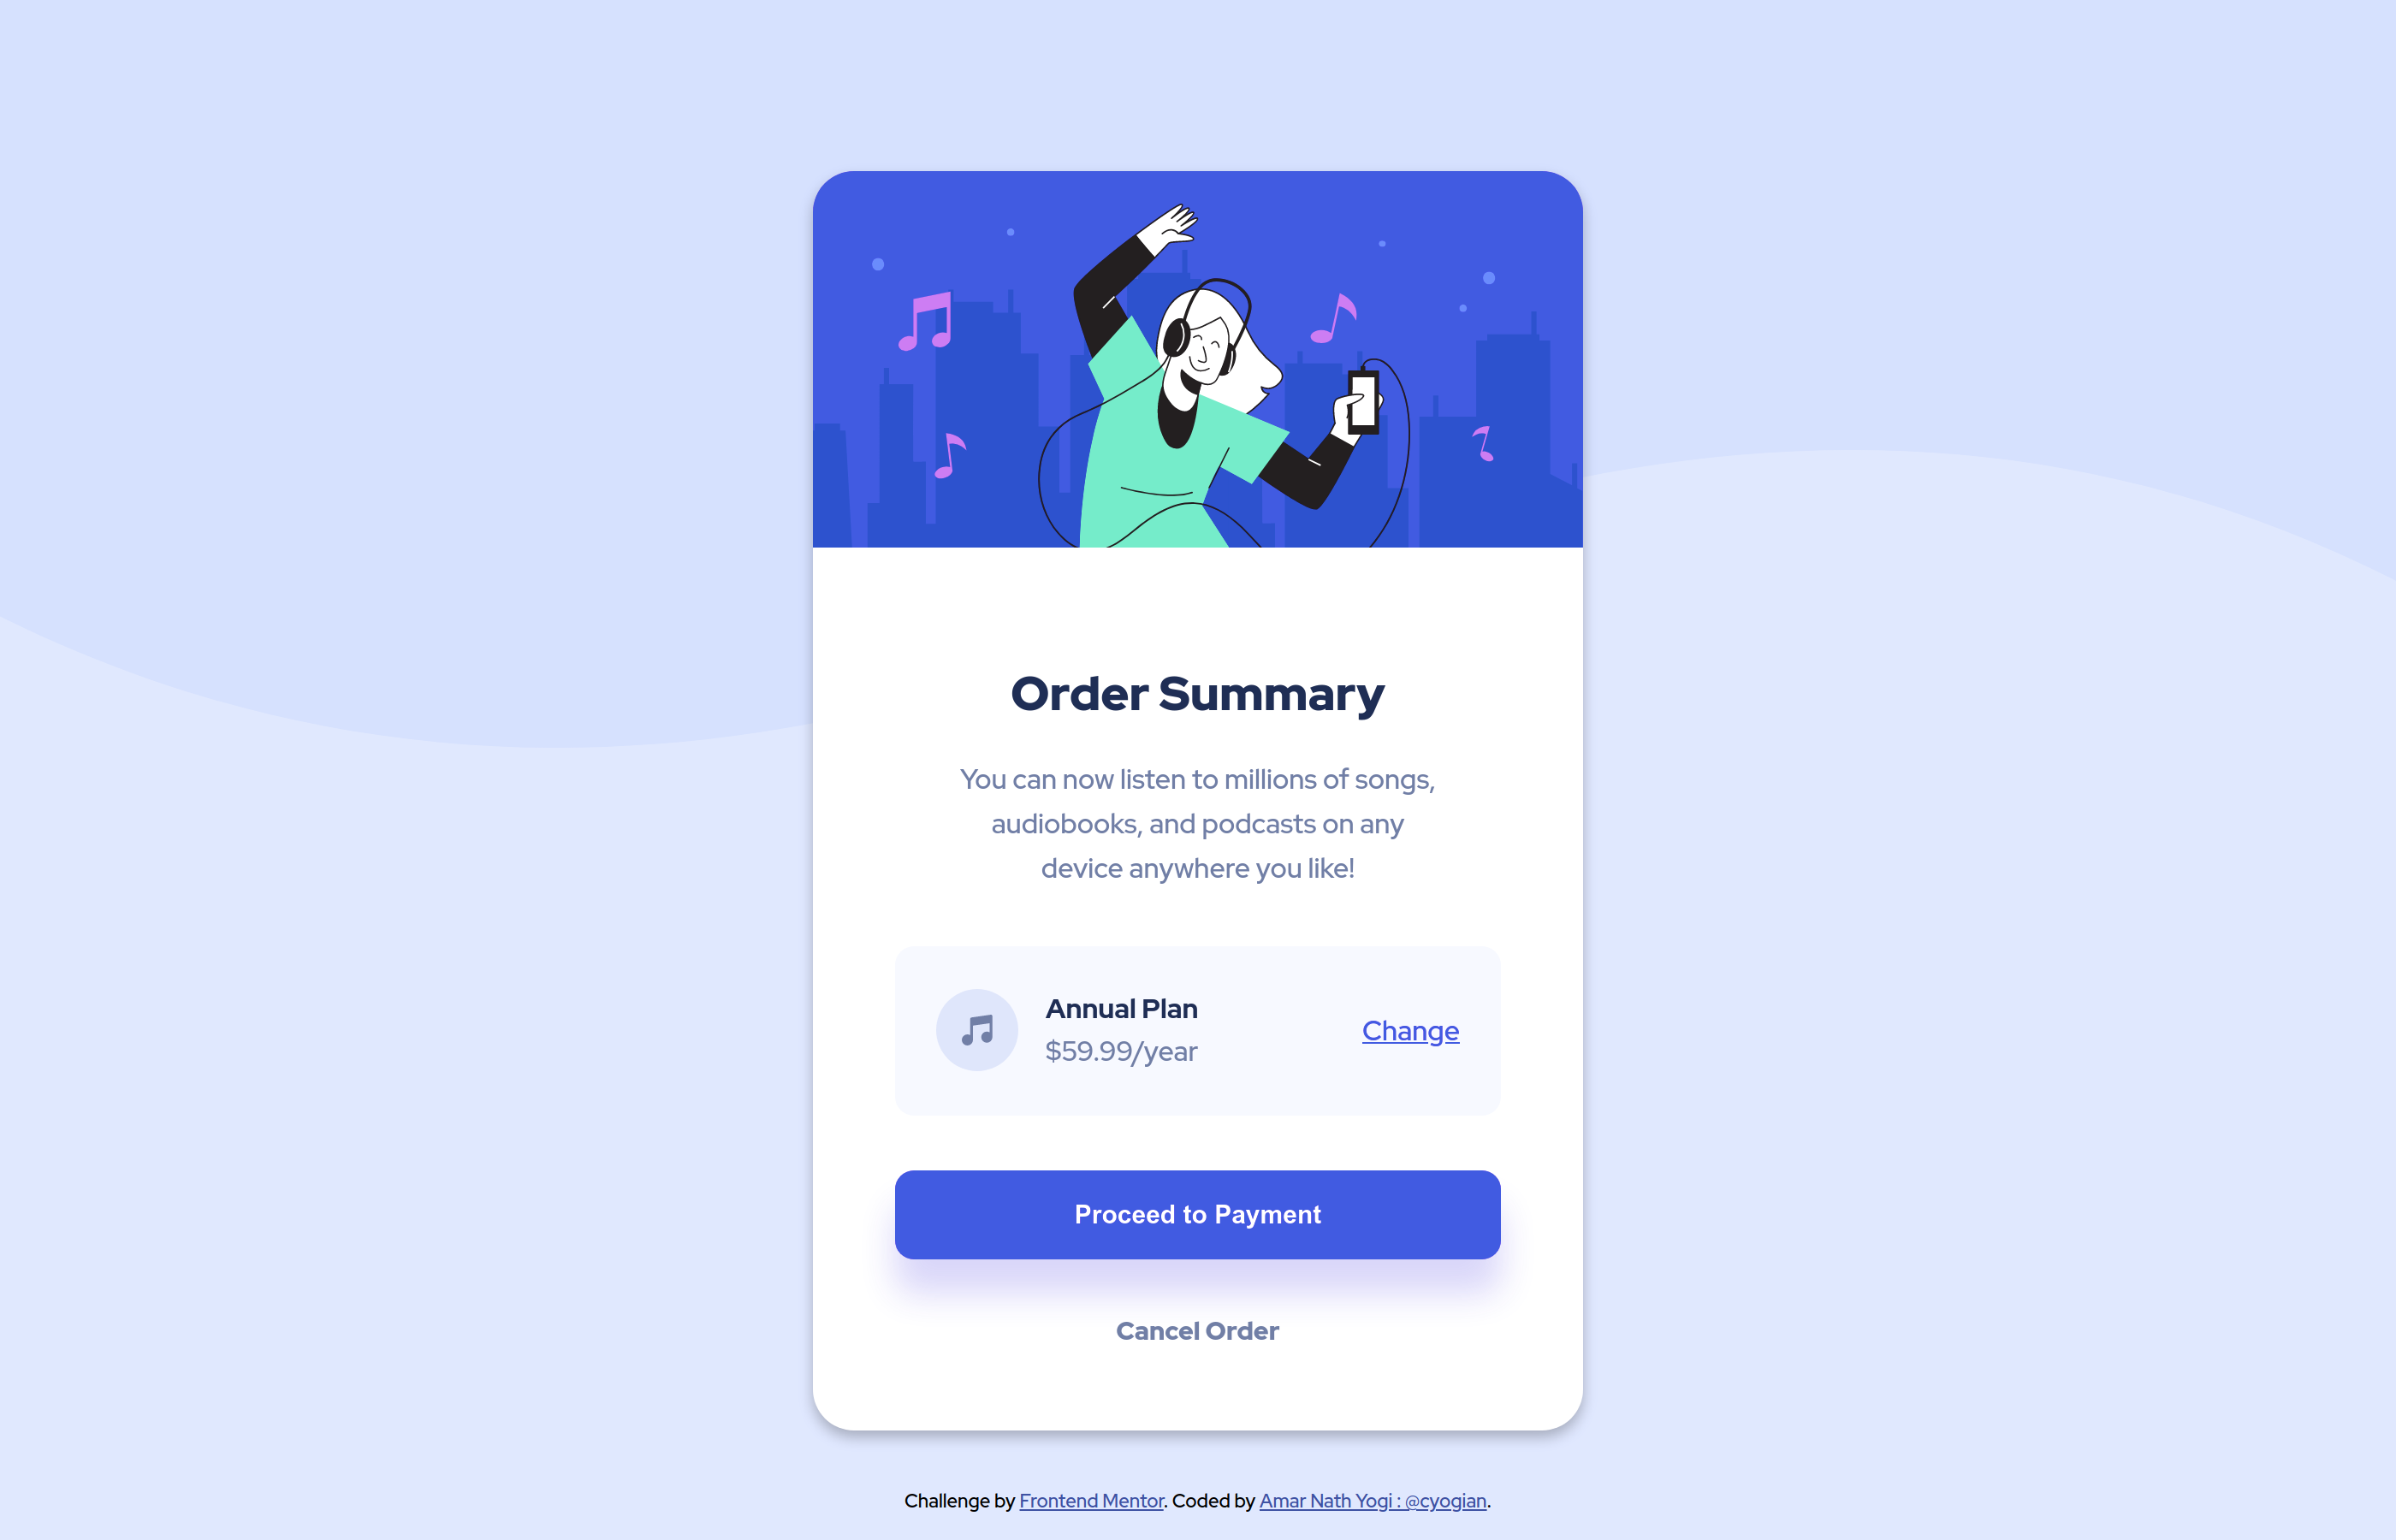 Order Summary
You can now listen to millions of songs,
audiobooks, and podcasts on any
device anywhere you like!
Annual Plan
$59.99/year
Change
Proceed to Payment
Cancel Order
Challenge by Frontend Mentor. Coded by Amar Nath Yogi : @cyogian.